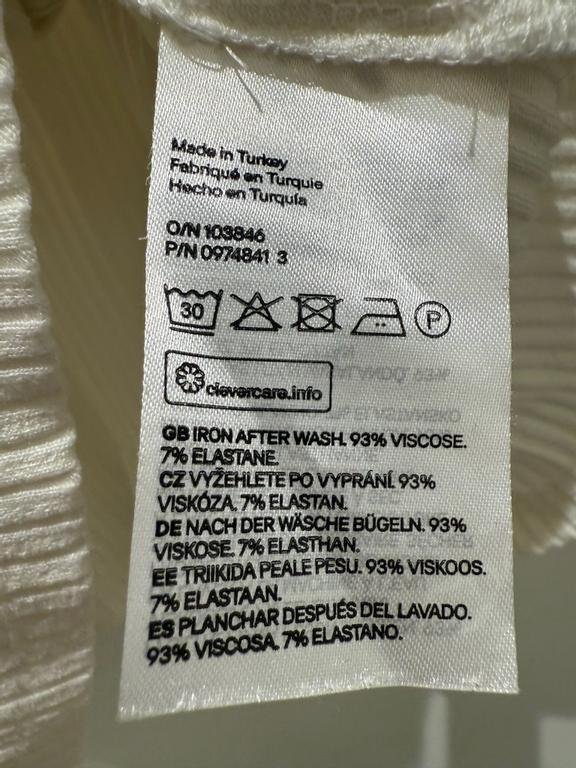 Made in Turkey
Fabriqué en Turquie
Hecho en Turquía
O/N 103846
P/N 0974841 3
30 P
clevercare.info
GB IRON AFTER WASH. 93% VISCOSE.
7% ELASTANE.
CZ VYŽEHLETE PO VYPRÁNÍ. 93%
VISKÓZA. 7% ELASTAN.
DE NACH DER WÄSCHE BÜGELN. 93%
VISKOSE. 7% ELASTHAN.
EE TRIIKIDA PEALE PESU. 93% VISKOOS.
7% ELASTAAN.
ES PLANCHAR DESPUÉS DEL LAVADO.
93% VISCOSA. 7% ELASTANO.